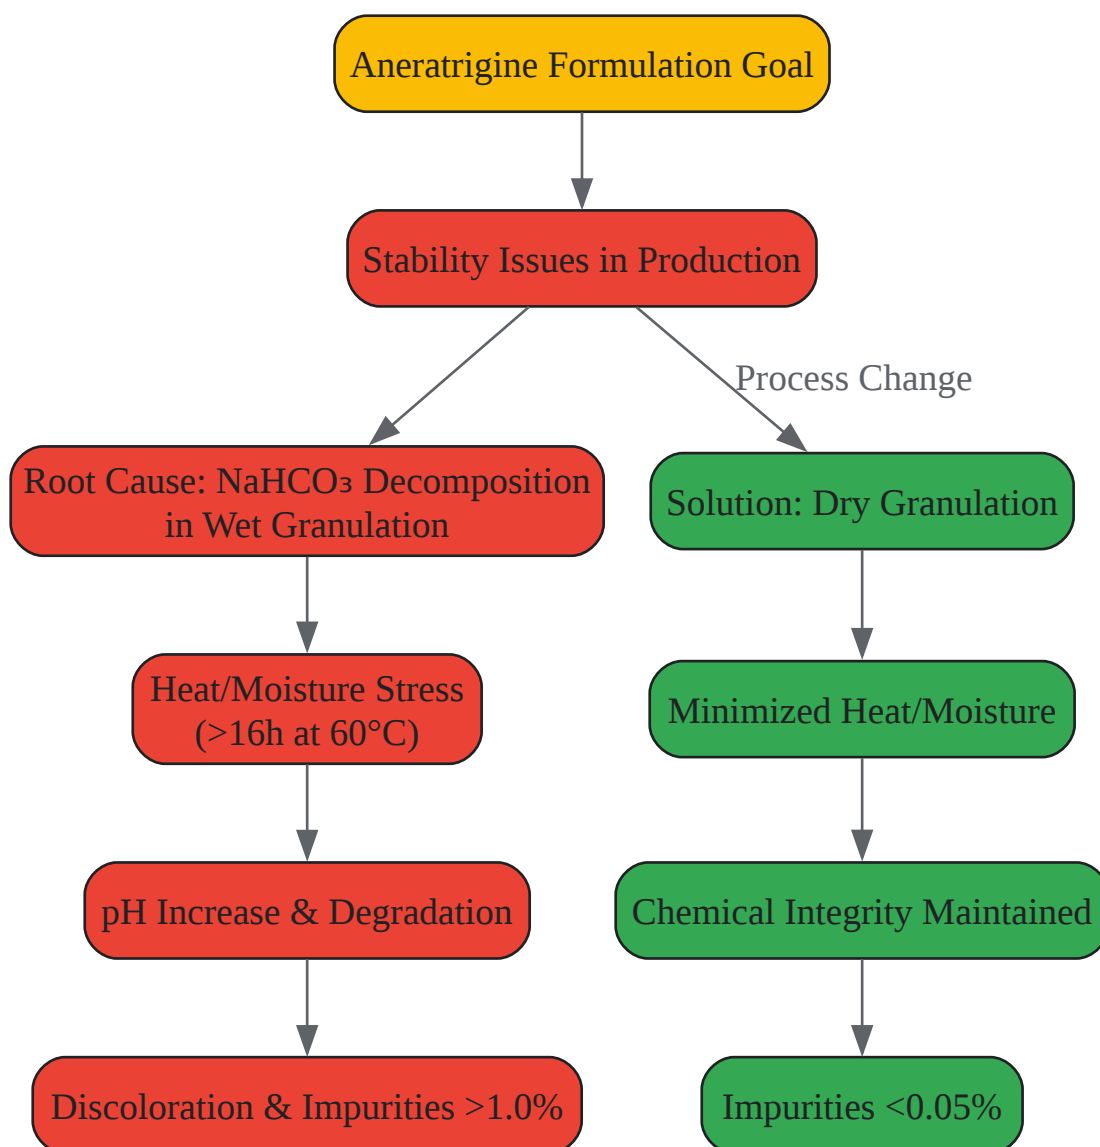 Aneratrigine Formulation Goal
Stability Issues in Production
Process Change
Root Cause: NaHCO₃ Decomposition
in Wet Granulation
Solution: Dry Granulation
Heat/Moisture Stress
(>16h at 60°C)
Minimized Heat/Moisture
pH Increase & Degradation
Chemical Integrity Maintained
Discoloration & Impurities >1.0%
Impurities <0.05%